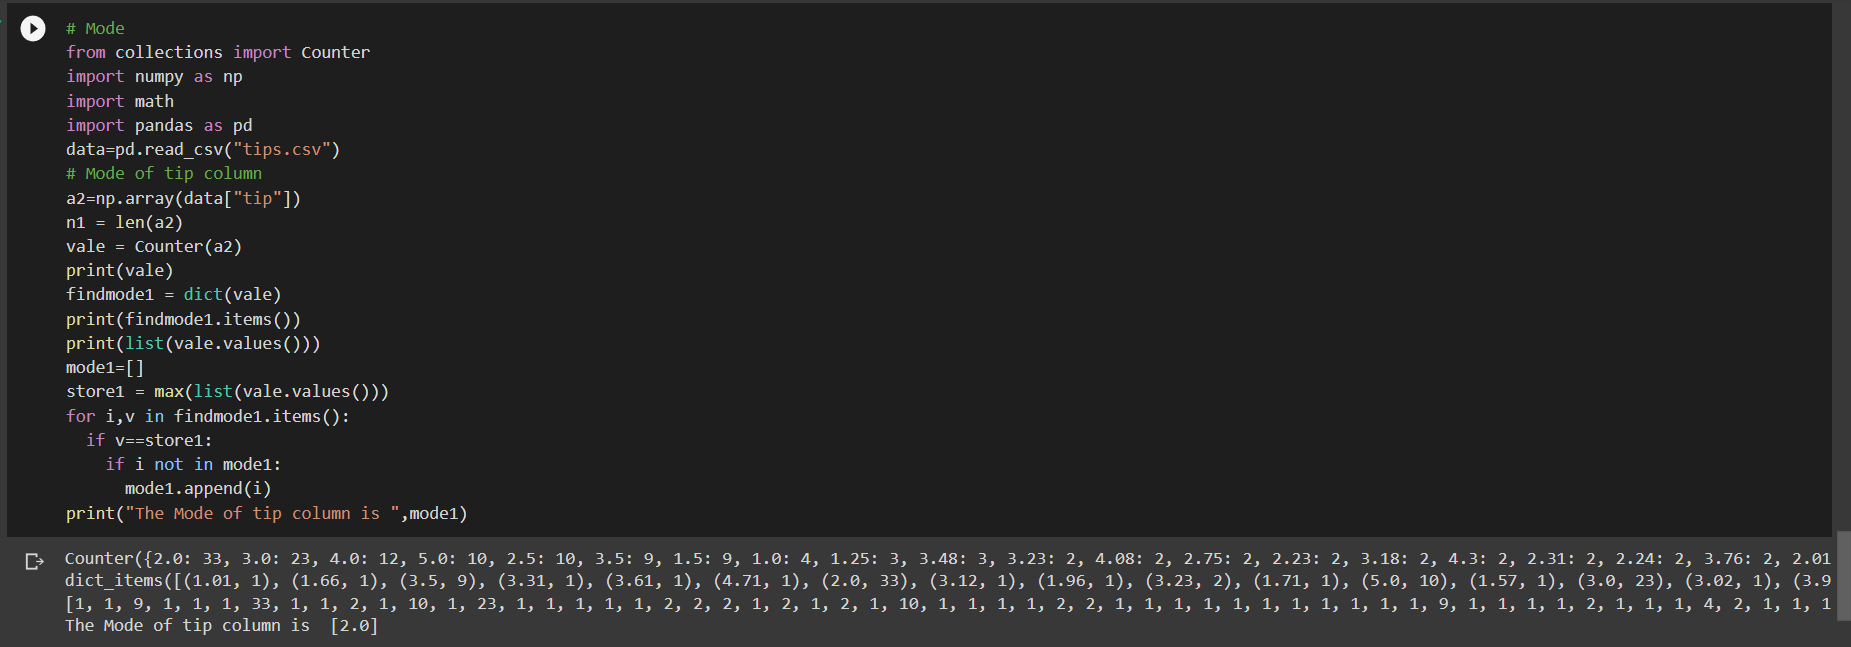 # Mode
from collections import Counter
import numpy as np
import math
import pandas as pd
data=pd.read_csv("tips.csv")
# Mode of tip column
a2=np.array(data["tip"])
n1 = len(a2)
vale = Counter(a2)
print(vale)
findmode1 = dict(vale)
print(findmode1.items())
print(list(vale.values()))
mode1=[]
store1 = max(list(vale.values()))
for i,v in findmode1.items():
  if v==store1:
    if i not in mode1:
      mode1.append(i)
print("The Mode of tip column is ",mode1)
Counter({2.0: 33, 3.0: 23, 4.0: 12, 5.0: 10, 2.5: 10, 3.5: 9, 1.5: 9, 1.0: 4, 1.25: 3, 3.48: 3, 3.23: 2, 4.08: 2, 2.75: 2, 2.23: 2, 3.18: 2, 4.3: 2, 2.31: 2, 2.24: 2, 3.76: 2, 2.01
dict_items([(1.01, 1), (1.66, 1), (3.5, 9), (3.31, 1), (3.61, 1), (4.71, 1), (2.0, 33), (3.12, 1), (1.96, 1), (3.23, 2), (1.71, 1), (5.0, 10), (1.57, 1), (3.0, 23), (3.02, 1), (3.9
[1, 1, 9, 1, 1, 1, 33, 1, 1, 2, 1, 10, 1, 23, 1, 1, 1, 1, 1, 2, 2, 2, 1, 2, 1, 2, 1, 10, 1, 1, 1, 1, 2, 2, 1, 1, 1, 1, 1, 1, 1, 1, 1, 1, 1, 9, 1, 1, 1, 1, 2, 1, 1, 1, 4, 2, 1, 1, 1
The Mode of tip column is  [2.0]